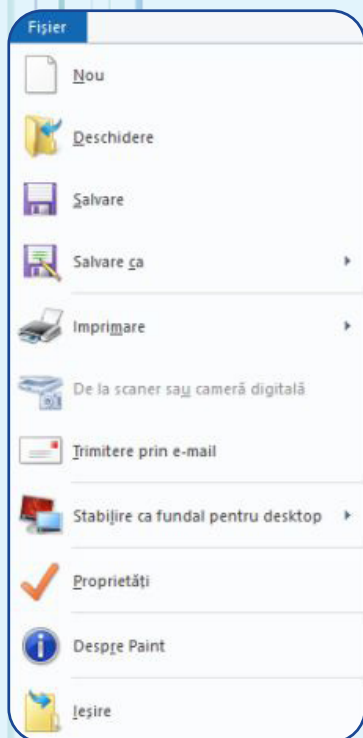 Fișier
Nou
Deschidere
Salvare
Salvare ca
Imprimare
De la scaner sau cameră digitală
Trimitere prin e-mail
Stabilire ca fundal pentru desktop
Proprietăți
Despre Paint
Ieșire